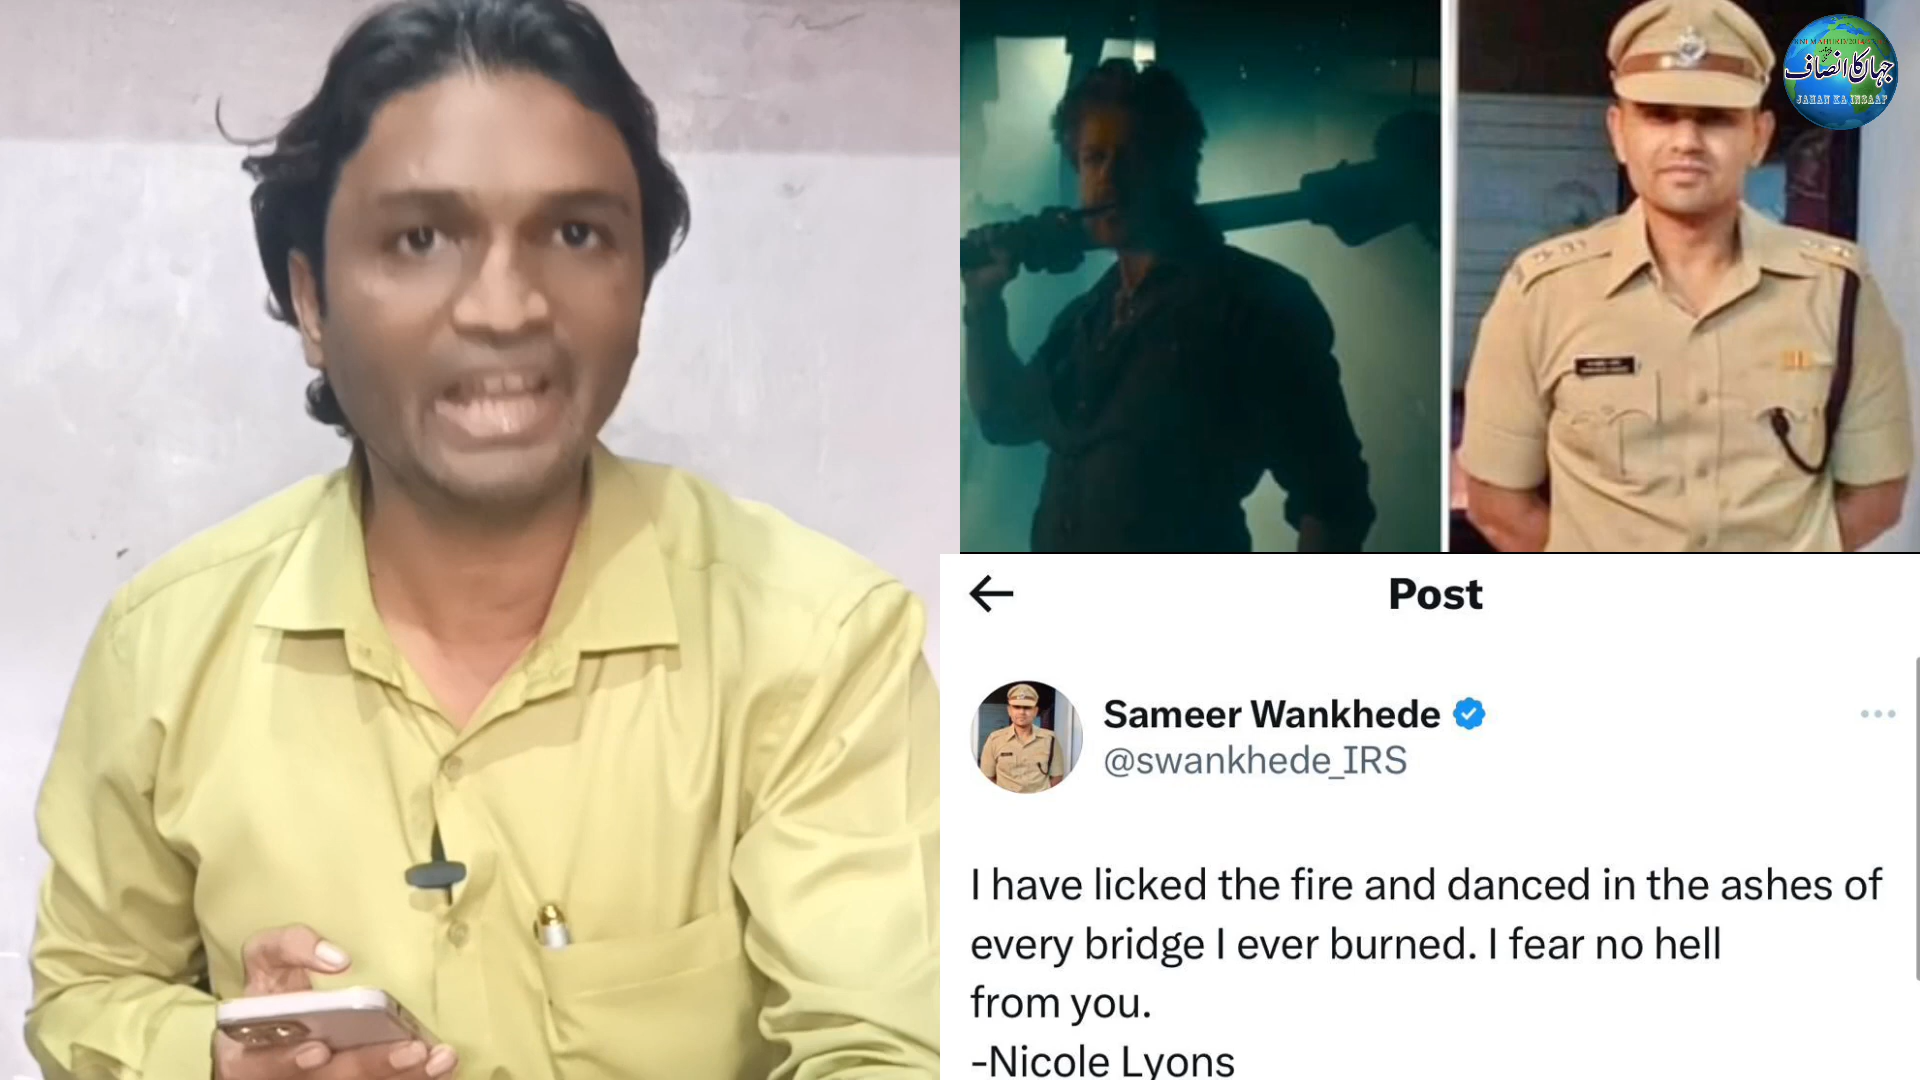 جہاں کا انصاف
JAHAN KA INSAAF
Post
Sameer Wankhede
@swankhede_IRS
I have licked the fire and danced in the ashes of
every bridge I ever burned. I fear no hell
from you.
-Nicole Lyons